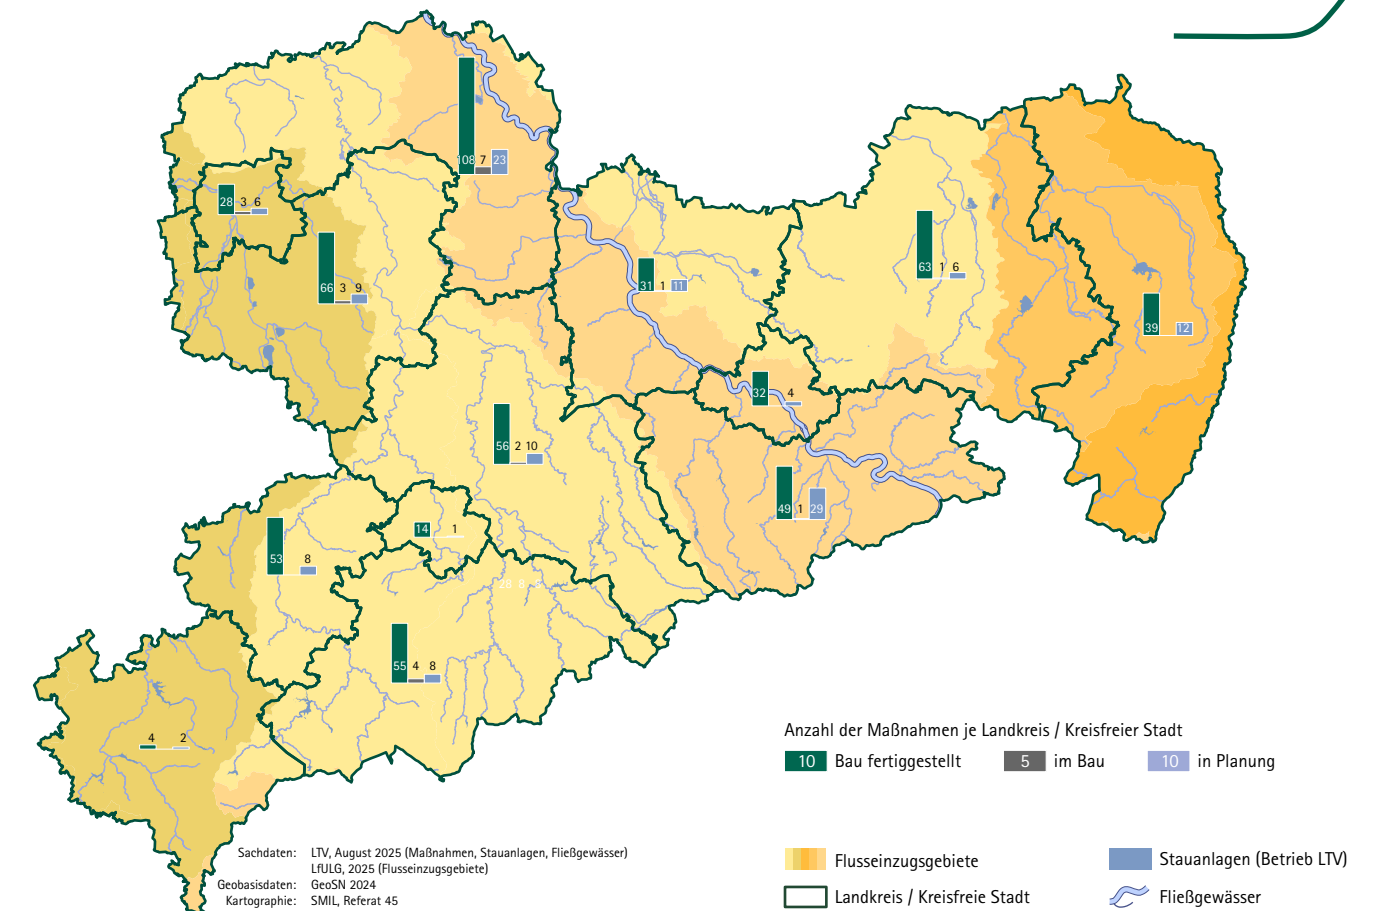 108 7 23
28 3 6
66 3 9
31 1 11
63 1 6
39 12
32 4
56 2 10
49 1 29
14 1
53 8
28 8
55 4 8
4 2
Anzahl der Maßnahmen je Landkreis / Kreisfreier Stadt
10 Bau fertiggestellt 5 im Bau 10 in Planung
Sachdaten: LTV, August 2025 (Maßnahmen, Stauanlagen, Fließgewässer)
LfULG, 2025 (Flusseinzugsgebiete)
Geobasisdaten: GeoSN 2024
Kartographie: SMIL, Referat 45
Flusseinzugsgebiete Stauanlagen (Betrieb LTV)
Landkreis / Kreisfreie Stadt Fließgewässer